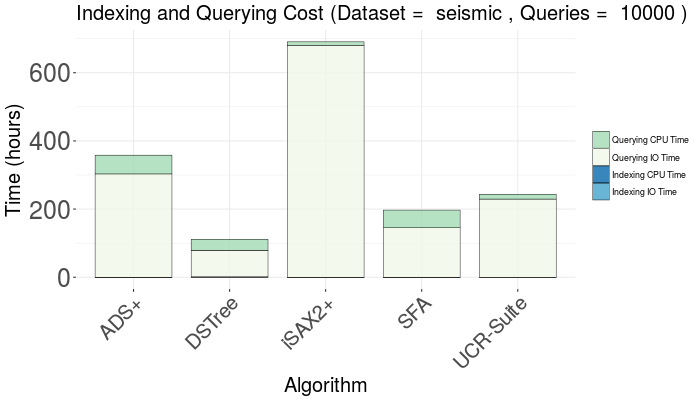 Indexing and Querying Cost (Dataset = seismic , Queries = 10000 )
Time (hours)
600
400
200
0
ADS+
DSTree
iSAX2+
SFA
UCR-Suite
Algorithm
Querying CPU Time
Querying IO Time
Indexing CPU Time
Indexing IO Time